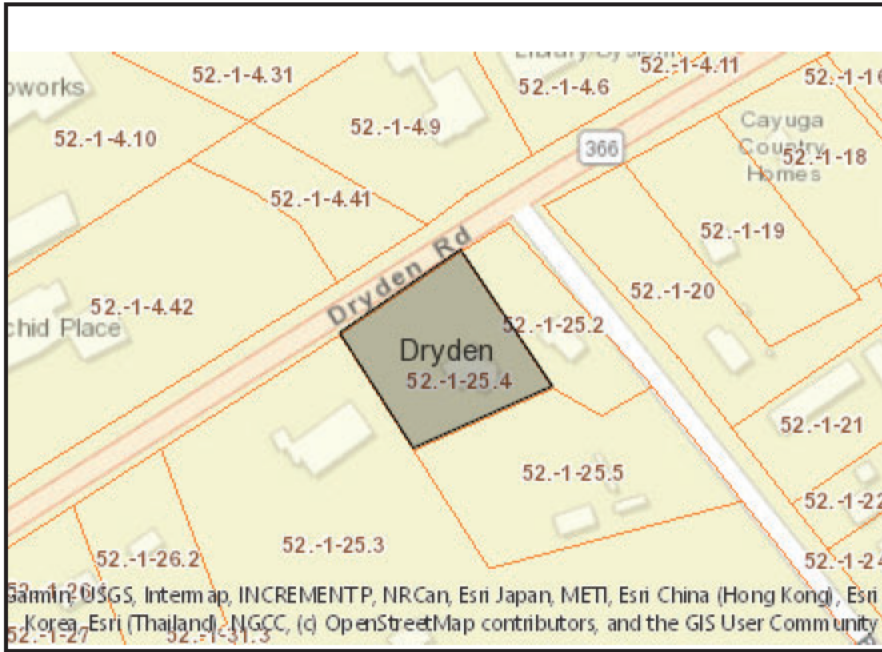 Library System
52.-1-4.31
52.-1-4.11
52.-1-16
oworks
52.-1-4.6
52.-1-4.10
52.-1-4.9
Cayuga
Country
Homes
52.-1-18
366
52.-1-4.41
52.-1-19
Dryden Rd
52.-1-20
52.-1-4.42
chid Place
52.-1-25.2
Dryden
52.-1-25.4
52.-1-21
52.-1-25.5
52.-1-22
52.-1-25.3
52.-1-26.2
52.-1-24
Garmin, USGS, Intermap, INCREMENT P, NRCan, Esri Japan, METI, Esri China (Hong Kong), Esri
Korea, Esri (Thailand), NGCC, (c) OpenStreetMap contributors, and the GIS User Community
52.-1-27
52.-1-31.3